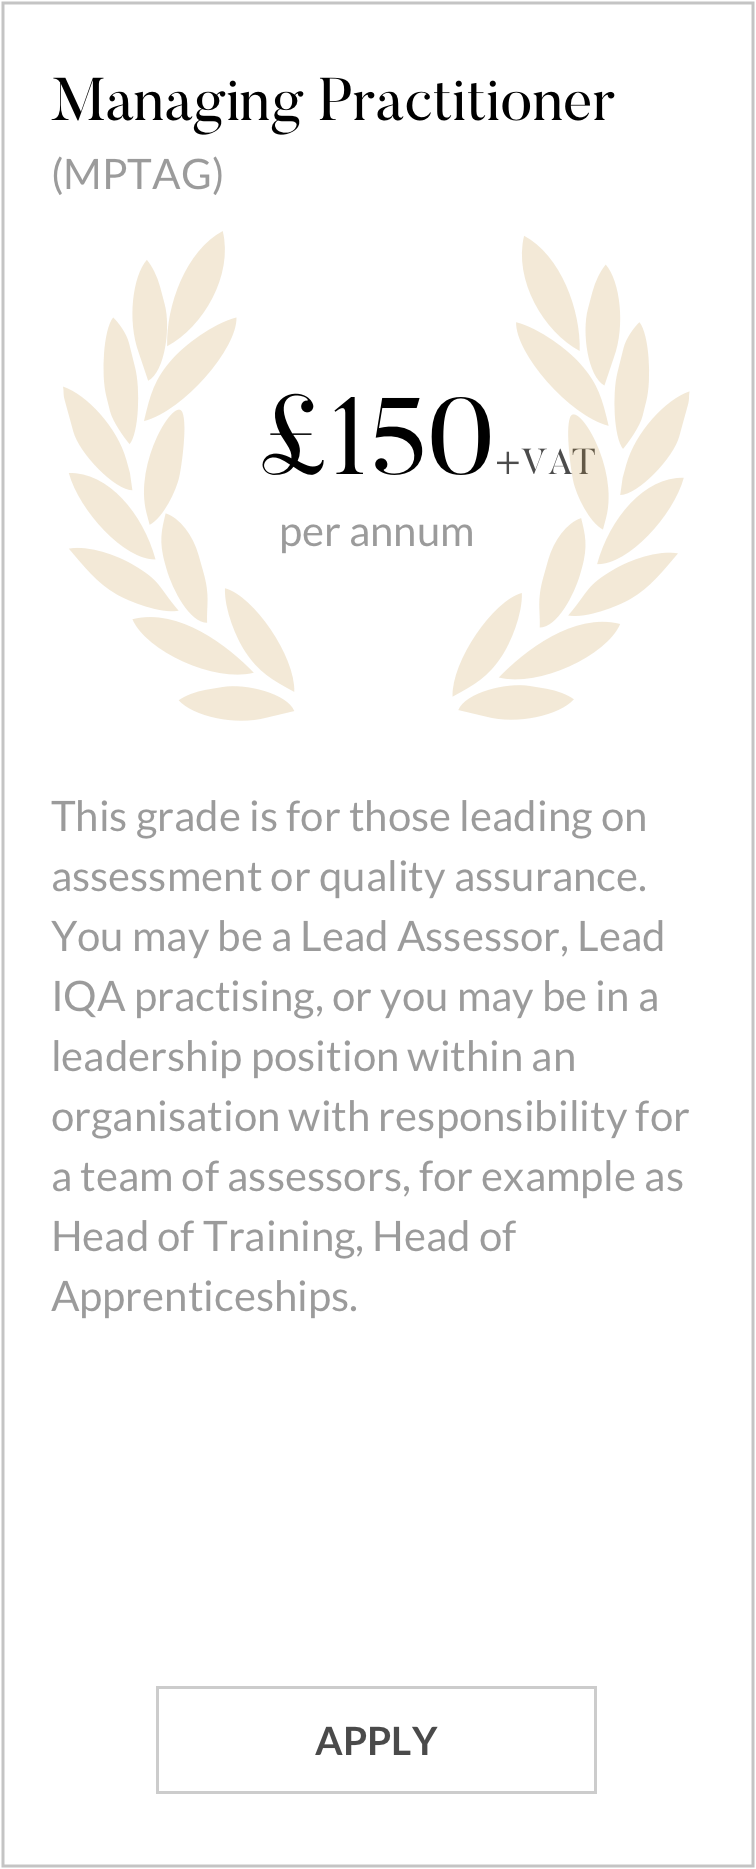 Managing Practitioner
(MPTAG)
£150+VAT
per annum
This grade is for those leading on
assessment or quality assurance.
You may be a Lead Assessor, Lead
IQA practising, or you may be in a
leadership position within an
organisation with responsibility for
a team of assessors, for example as
Head of Training, Head of
Apprenticeships.
APPLY